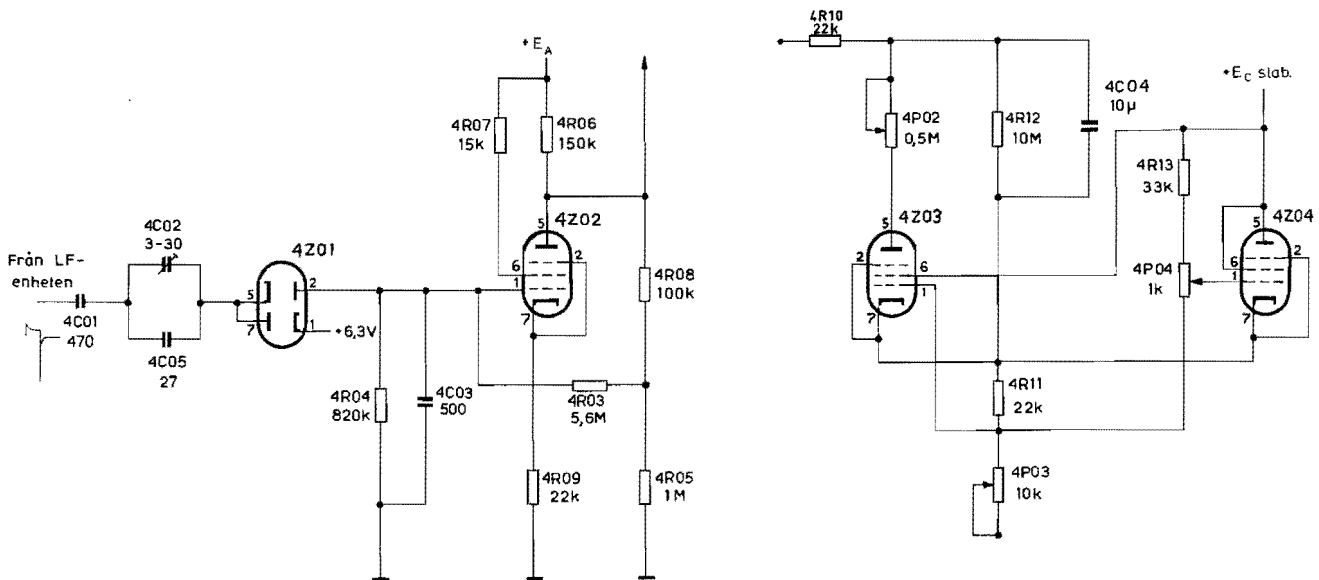 Från LF-
enheten
4C01
470
4C02
3-30
4C05
27
4Z01
5
7
2
1
+6,3V
4R04
820k
4C03
500
+EA
4R07
15k
4R06
150k
4Z02
5
6
1
2
7
4R03
5,6M
4R08
100k
4R09
22k
4R05
1M
4R10
22k
4P02
0,5M
4R12
10M
4C04
10µ
+EC stab.
4R13
33k
4Z03
5
2
6
1
7
4P04
1k
4Z04
5
6
1
2
7
4R11
22k
4P03
10k